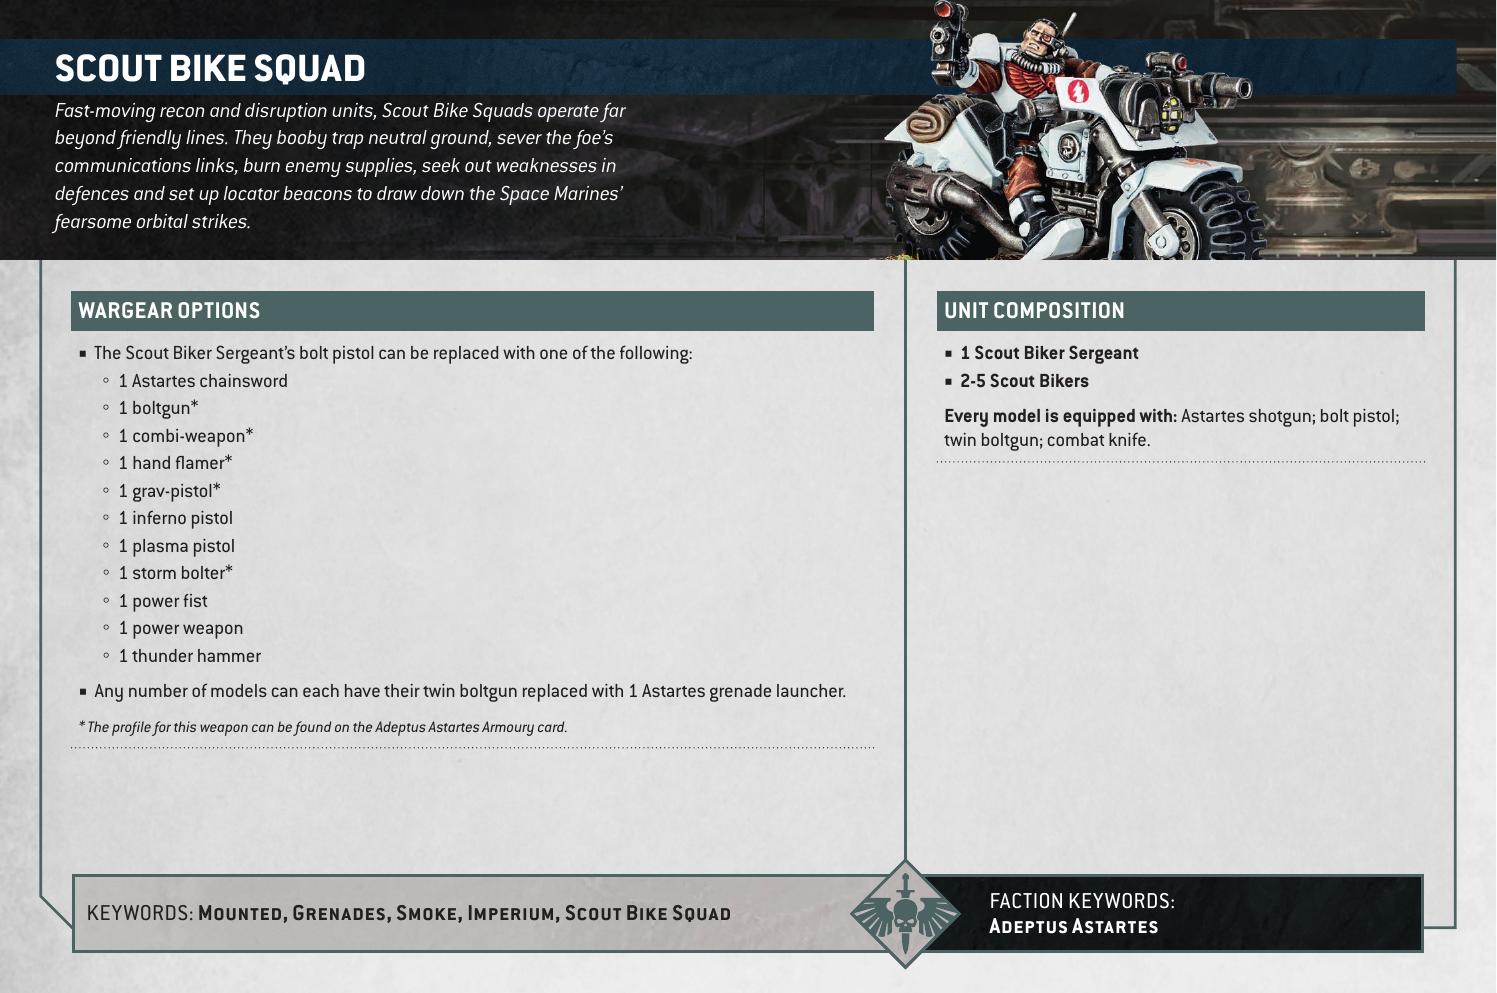 SCOUT BIKE SQUAD
Fast-moving recon and disruption units, Scout Bike Squads operate far
beyond friendly lines. They booby trap neutral ground, sever the foe’s
communications links, burn enemy supplies, seek out weaknesses in
defences and set up locator beacons to draw down the Space Marines’
fearsome orbital strikes.
WARGEAR OPTIONS
■ The Scout Biker Sergeant’s bolt pistol can be replaced with one of the following:
◦ 1 Astartes chainsword
◦ 1 boltgun*
◦ 1 combi-weapon*
◦ 1 hand flamer*
◦ 1 grav-pistol*
◦ 1 inferno pistol
◦ 1 plasma pistol
◦ 1 storm bolter*
◦ 1 power fist
◦ 1 power weapon
◦ 1 thunder hammer
■ Any number of models can each have their twin boltgun replaced with 1 Astartes grenade launcher.
* The profile for this weapon can be found on the Adeptus Astartes Armoury card.
UNIT COMPOSITION
■ 1 Scout Biker Sergeant
■ 2-5 Scout Bikers
Every model is equipped with: Astartes shotgun; bolt pistol;
twin boltgun; combat knife.
KEYWORDS: Mounted, Grenades, Smoke, Imperium, Scout Bike Squad
FACTION KEYWORDS:
Adeptus Astartes